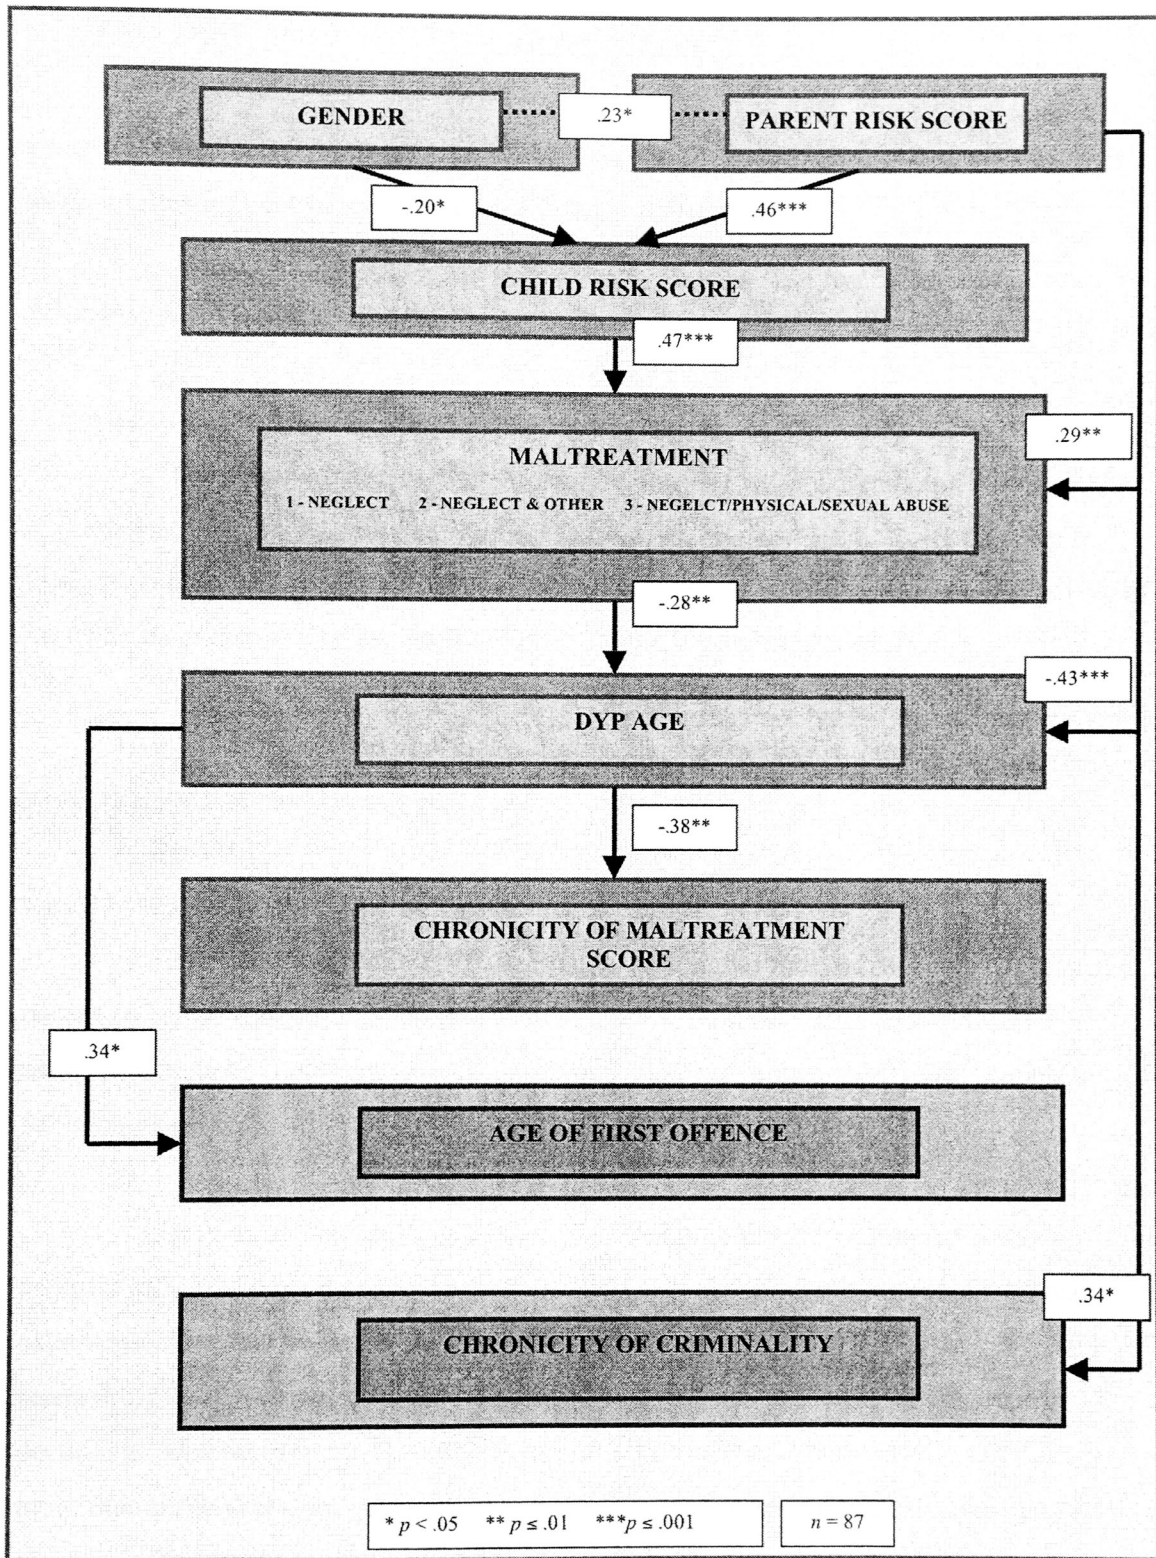 GENDER
.23*
PARENT RISK SCORE
-.20*
.46***
CHILD RISK SCORE
.47***
.29**
MALTREATMENT
1 - NEGLECT 2 - NEGLECT & OTHER 3 - NEGELCT/PHYSICAL/SEXUAL ABUSE
-.28**
-.43***
DYP AGE
-.38**
CHRONICITY OF MALTREATMENT
SCORE
.34*
AGE OF FIRST OFFENCE
.34*
CHRONICITY OF CRIMINALITY
* p < .05 ** p ≤ .01 ***p ≤ .001
n = 87